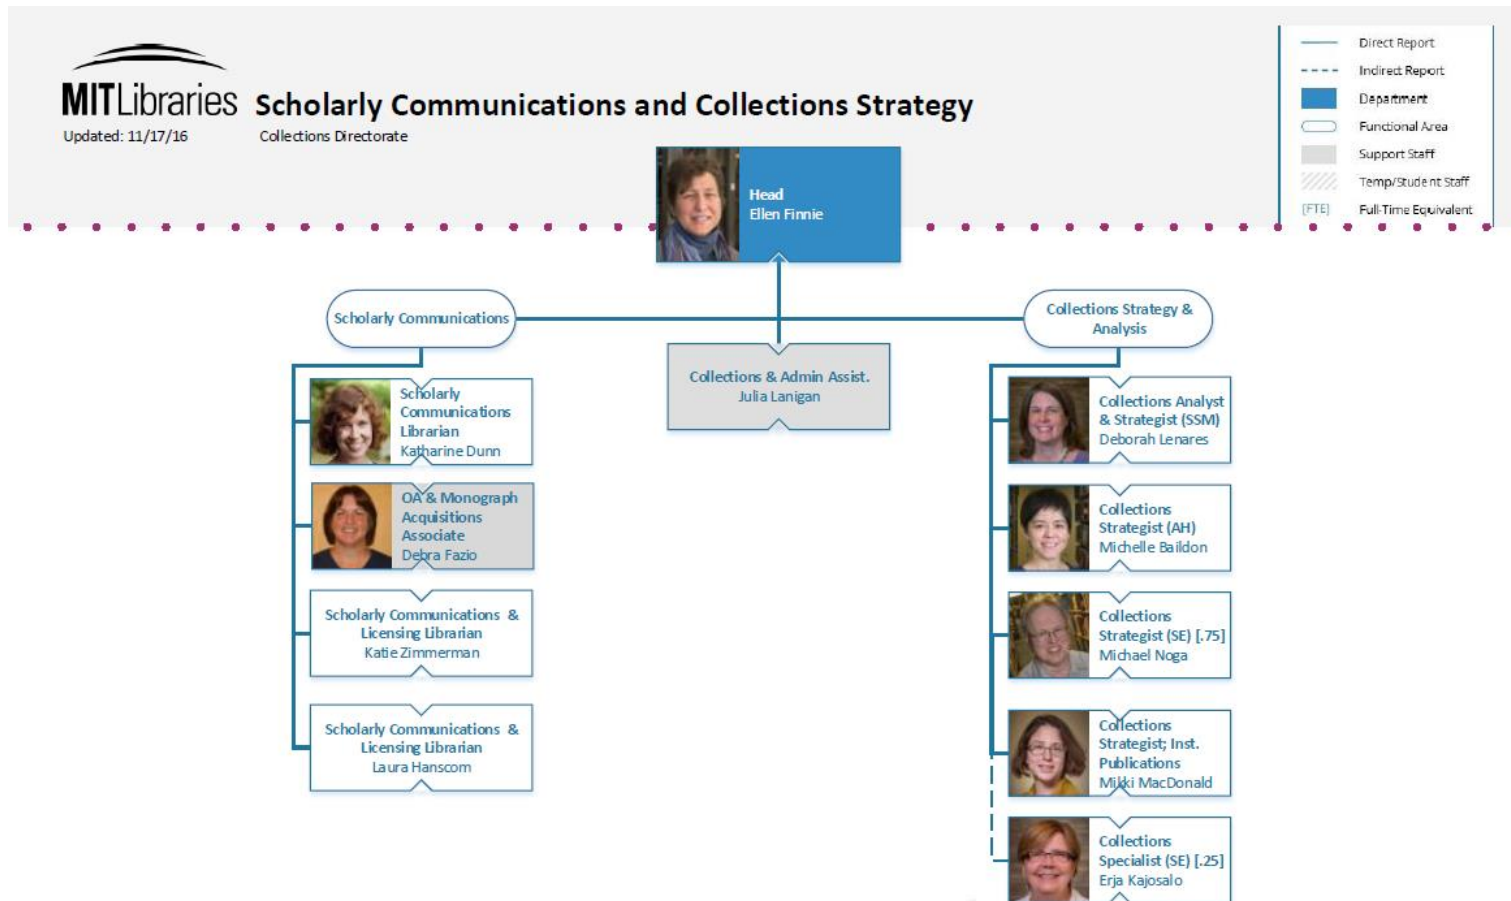 MITLibraries Scholarly Communications and Collections Strategy
Updated: 11/17/16 Collections Directorate
Direct Report
Indirect Report
Department
Functional Area
Support Staff
Temp/Student Staff
[FTE] Full-Time Equivalent
Head
Ellen Finnie
Scholarly Communications
Collections & Admin Assist.
Julia Lanigan
Collections Strategy &
Analysis
Scholarly
Communications
Librarian
Katharine Dunn
OA & Monograph
Acquisitions
Associate
Debra Fazio
Scholarly Communications &
Licensing Librarian
Katie Zimmerman
Scholarly Communications &
Licensing Librarian
Laura Hanscom
Collections Analyst
& Strategist (SSM)
Deborah Lenares
Collections
Strategist (AH)
Michelle Baildon
Collections
Strategist (SE) [.75]
Michael Noga
Collections
Strategist; Inst.
Publications
Mikki MacDonald
Collections
Specialist (SE) [.25]
Erja Kajosalo